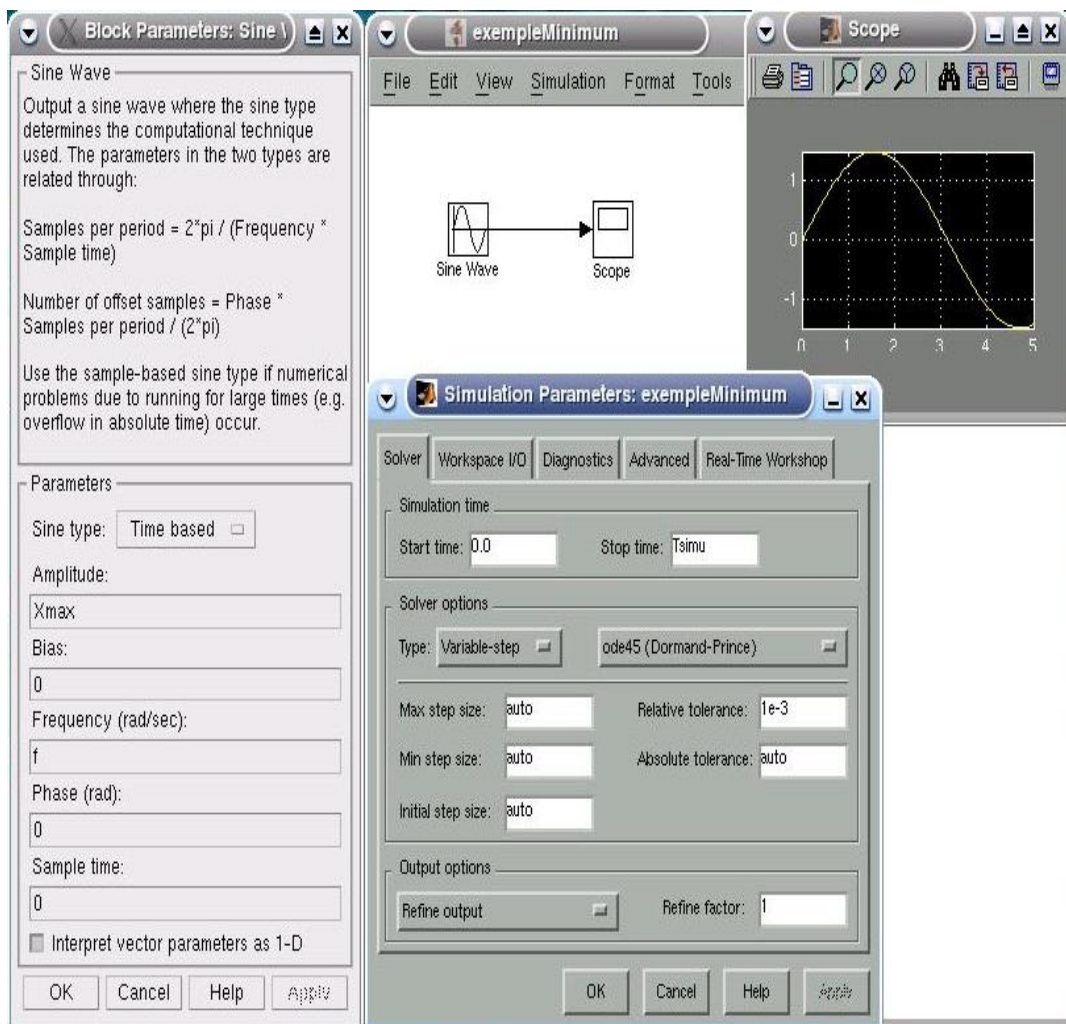 Block Parameters: Sine \
Sine Wave
Output a sine wave where the sine type
determines the computational technique
used. The parameters in the two types are
related through:
Samples per period = 2*pi / (Frequency *
Sample time)
Number of offset samples = Phase *
Samples per period / (2*pi)
Use the sample-based sine type if numerical
problems due to running for large times (e.g.
overflow in absolute time) occur.
Parameters
Sine type: Time based
Amplitude:
Xmax
Bias:
0
Frequency (rad/sec):
f
Phase (rad):
0
Sample time:
0
Interpret vector parameters as 1-D
OK Cancel Help Apply
exempleMinimum
File Edit View Simulation Format Tools
Sine Wave
Scope
Scope
1
0
-1
0 1 2 3 4 5
Simulation Parameters: exempleMinimum
Solver Workspace I/O Diagnostics Advanced Real-Time Workshop
Simulation time
Start time: 0.0 Stop time: Tsimu
Solver options
Type: Variable-step ode45 (Dormand-Prince)
Max step size: auto Relative tolerance: 1e-3
Min step size: auto Absolute tolerance: auto
Initial step size: auto
Output options
Refine output Refine factor: 1
OK Cancel Help Apply